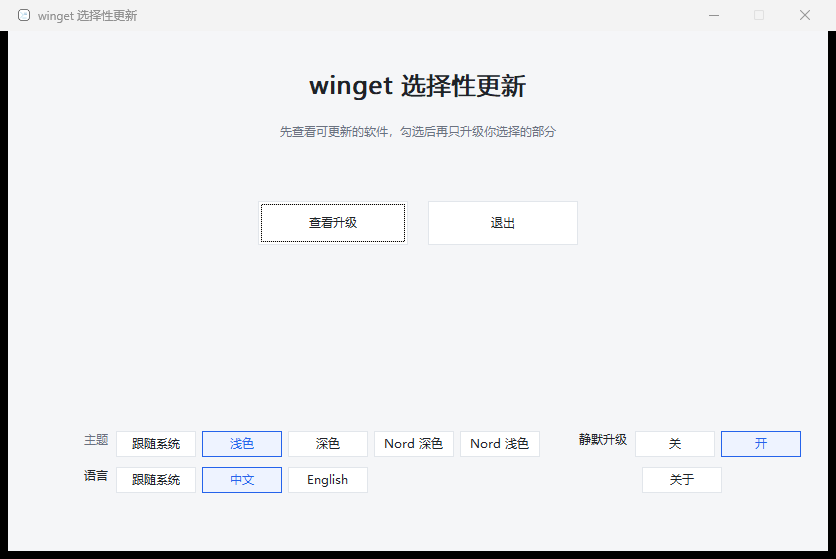 winget 选择性更新
winget 选择性更新
先查看可更新的软件，勾选后再只升级你选择的部分
查看升级 退出
主题 跟随系统 浅色 深色 Nord 深色 Nord 浅色 静默升级 关 开
语言 跟随系统 中文 English 关于